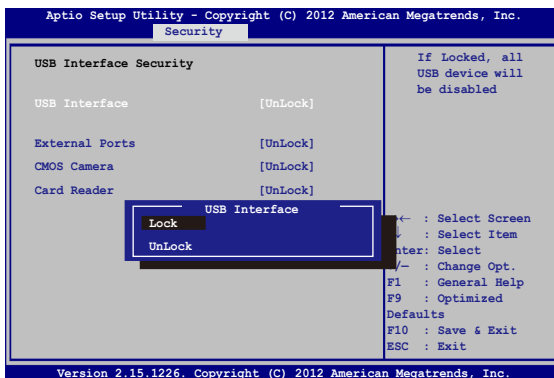 Aptio Setup Utility - Copyright (C) 2012 American Megatrends, Inc.
Security
USB Interface Security
USB Interface [UnLock]
External Ports [UnLock]
CMOS Camera [UnLock]
Card Reader [UnLock]
USB Interface
Lock
UnLock
If Locked, all
USB device will
be disabled
← : Select Screen
↓ : Select Item
nter: Select
/— : Change Opt.
F1 : General Help
F9 : Optimized
Defaults
F10 : Save & Exit
ESC : Exit
Version 2.15.1226. Copyright (C) 2012 American Megatrends, Inc.